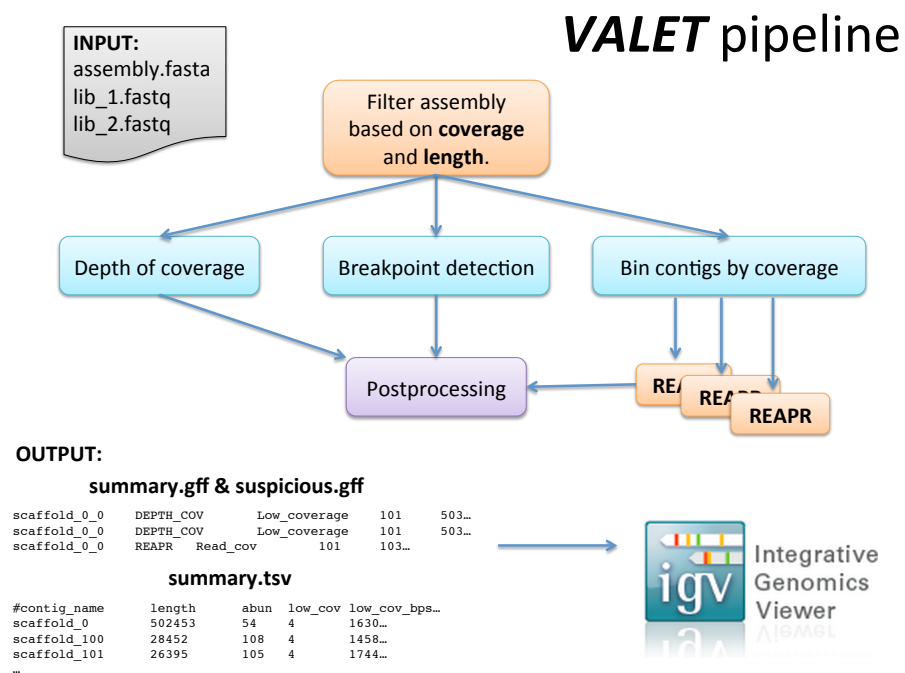 VALET pipeline
INPUT:
assembly.fasta
lib_1.fastq
lib_2.fastq
Filter assembly
based on coverage
and length.
Depth of coverage
Breakpoint detection
Bin contigs by coverage
Postprocessing
REAPR
REAPR
REAPR
OUTPUT:
summary.gff & suspicious.gff
scaffold_0_0 DEPTH_COV Low_coverage 101 503…
scaffold_0_0 DEPTH_COV Low_coverage 101 503…
scaffold_0_0 REAPR Read_cov 101 103…
summary.tsv
#contig_name length abun low_cov low_cov_bps…
scaffold_0 502453 54 4 1630…
scaffold_100 28452 108 4 1458…
scaffold_101 26395 105 4 1744…
…
igv
Integrative
Genomics
Viewer